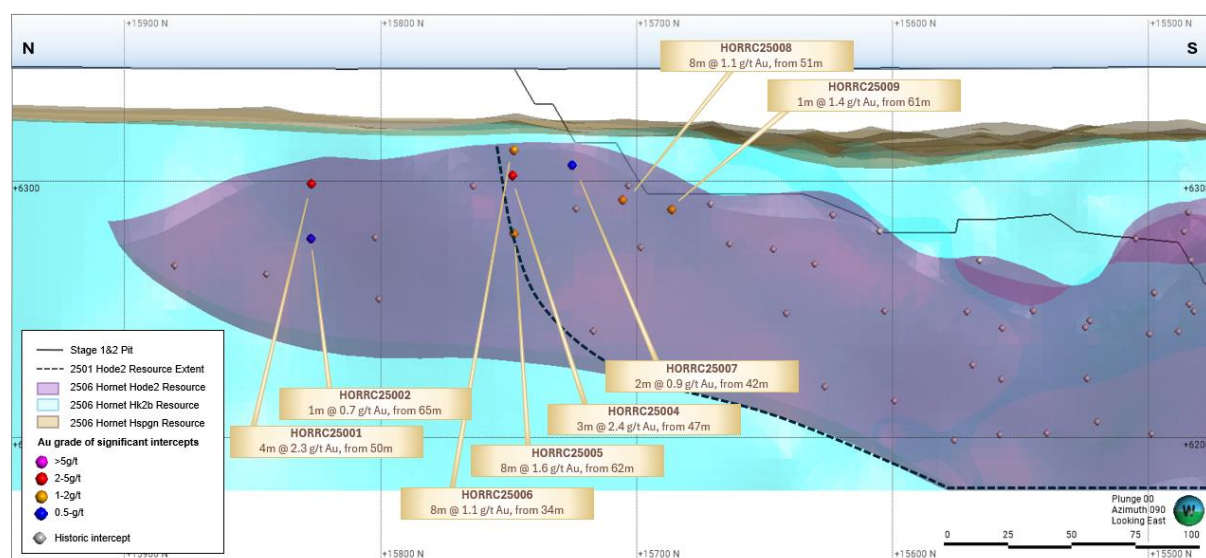 +15900 N
+15800 N
+15700 N
+15600 N
+15500 N
N
S
HORRC25008
8m @ 1.1 g/t Au, from 51m
HORRC25009
1m @ 1.4 g/t Au, from 61m
+6300
+6300
HORRC25007
2m @ 0.9 g/t Au, from 42m
HORRC25002
1m @ 0.7 g/t Au, from 65m
HORRC25004
3m @ 2.4 g/t Au, from 47m
HORRC25001
4m @ 2.3 g/t Au, from 50m
HORRC25005
8m @ 1.6 g/t Au, from 62m
HORRC25006
8m @ 1.1 g/t Au, from 34m
Stage 1&2 Pit
2501 Hode2 Resource Extent
2506 Hornet Hode2 Resource
2506 Hornet Hk2b Resource
2506 Hornet Hspgn Resource
Au grade of significant intercepts
>5g/t
2-5g/t
1-2g/t
0.5-g/t
Historic intercept
Plunge 00
Azimuth 090
Looking East
0 25 50 75 100
+15900 N
+15800 N
+15700 N
+15600 N
+15500 N